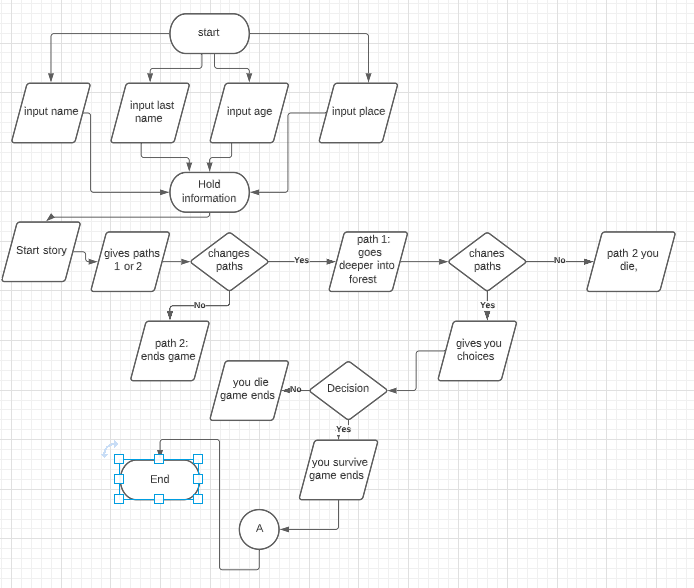 start
input name
input last
name
input age
input place
Hold
information
Start story
gives paths
1 or 2
changes
paths
Yes
path 1:
goes
deeper into
forest
chanes
paths
No
path 2 you
die,
No
Yes
path 2:
ends game
gives you
choices
you die
game ends
No
Decision
Yes
you survive
game ends
End
A